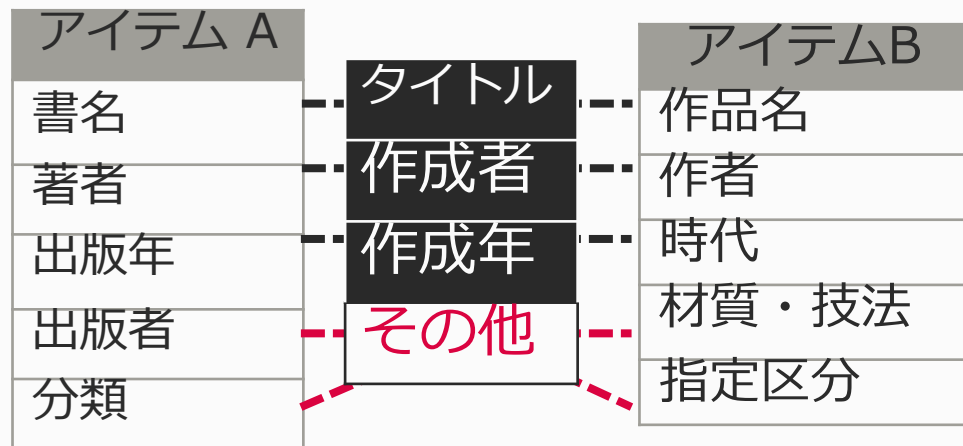 アイテム A
書名
著者
出版年
出版者
分類
タイトル
作成者
作成年
その他
アイテムB
作品名
作者
時代
材質・技法
指定区分